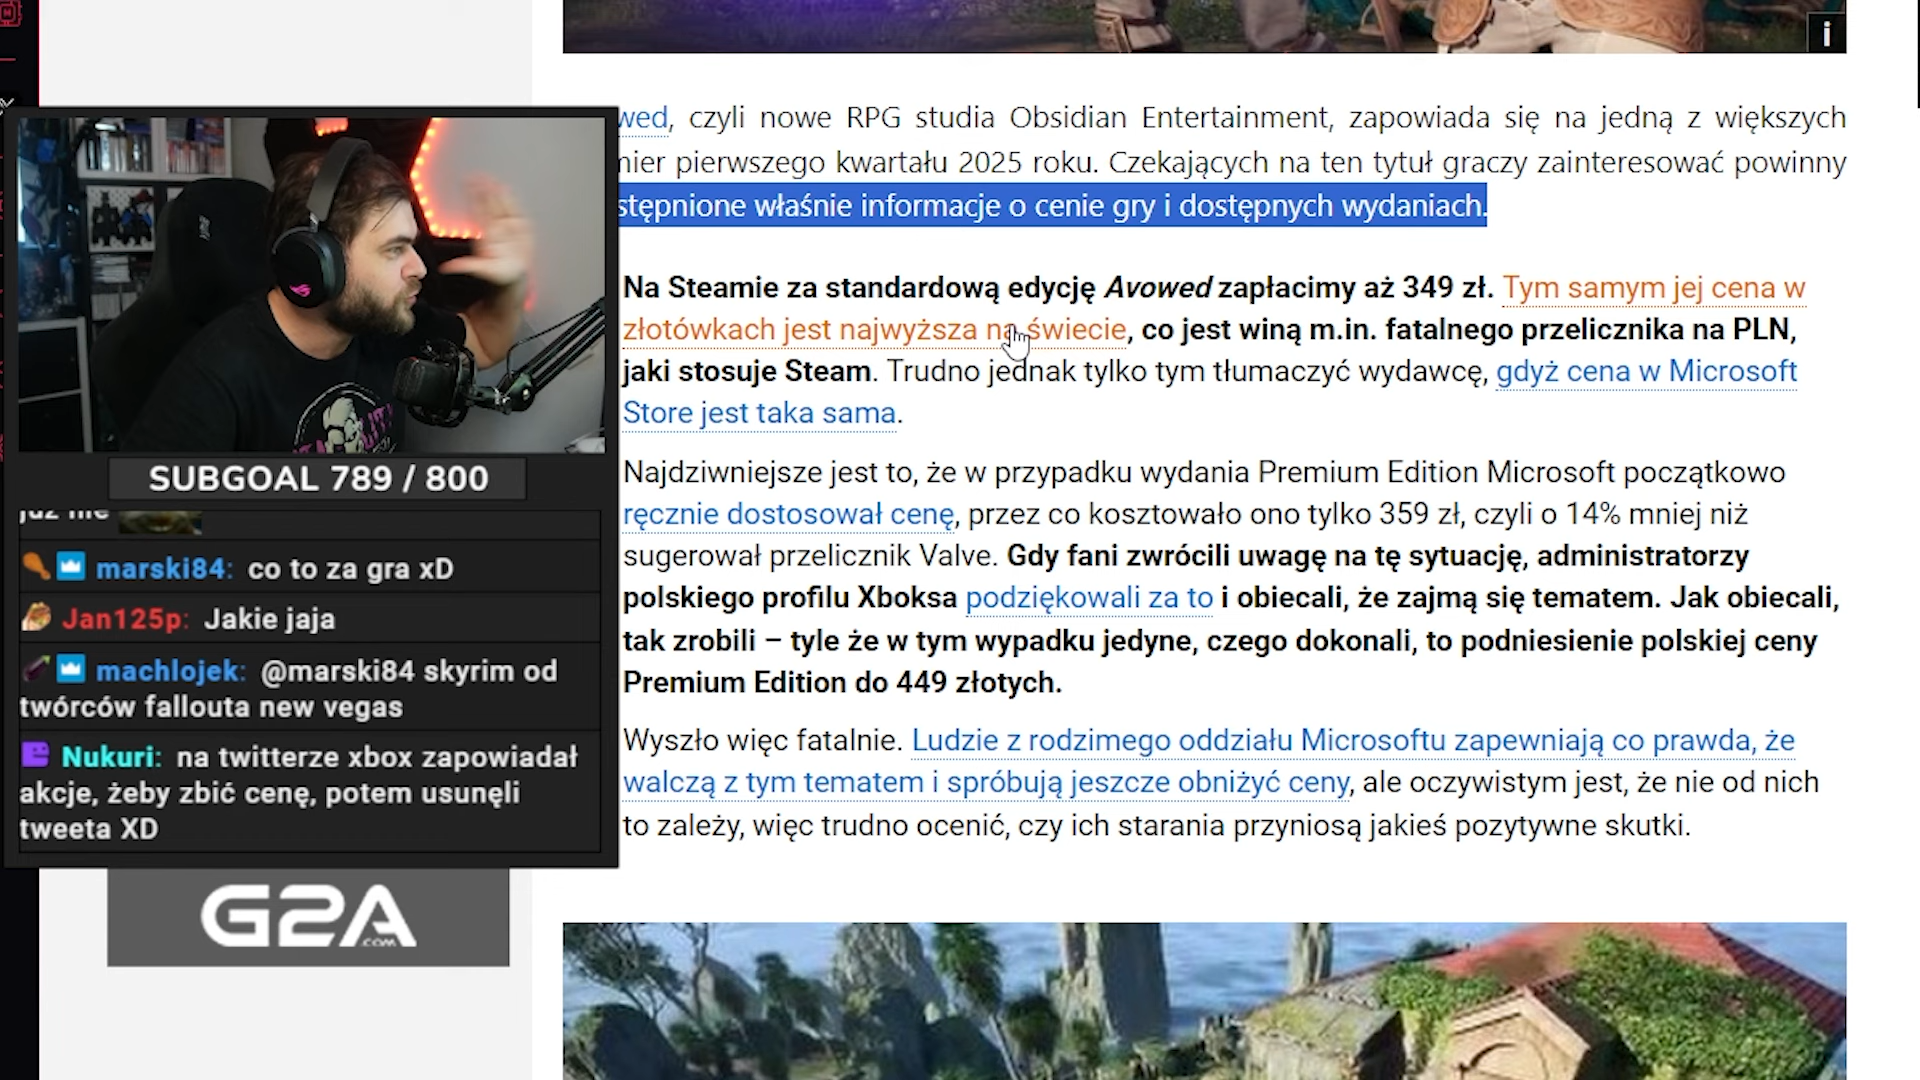 i
wed, czyli nowe RPG studia Obsidian Entertainment, zapowiada się na jedną z większych
mier pierwszego kwartału 2025 roku. Czekających na ten tytuł graczy zainteresować powinny
stępnione właśnie informacje o cenie gry i dostępnych wydaniach.
Na Steamie za standardową edycję Avowed zapłacimy aż 349 zł. Tym samym jej cena w
złotówkach jest najwyższa na świecie, co jest winą m.in. fatalnego przelicznika na PLN,
jaki stosuje Steam. Trudno jednak tylko tym tłumaczyć wydawcę, gdyż cena w Microsoft
Store jest taka sama.
Najdziwniejsze jest to, że w przypadku wydania Premium Edition Microsoft początkowo
ręcznie dostosował cenę, przez co kosztowało ono tylko 359 zł, czyli o 14% mniej niż
sugerował przelicznik Valve. Gdy fani zwrócili uwagę na tę sytuację, administratorzy
polskiego profilu Xboksa podziękowali za to i obiecali, że zajmą się tematem. Jak obiecali,
tak zrobili – tyle że w tym wypadku jedyne, czego dokonali, to podniesienie polskiej ceny
Premium Edition do 449 złotych.
Wyszło więc fatalnie. Ludzie z rodzimego oddziału Microsoftu zapewniają co prawda, że
walczą z tym tematem i spróbują jeszcze obniżyć ceny, ale oczywistym jest, że nie od nich
to zależy, więc trudno ocenić, czy ich starania przyniosą jakieś pozytywne skutki.
SUBGOAL 789 / 800
już nie
marski84: co to za gra xD
Jan125p: Jakie jaja
machlojek: @marski84 skyrim od
twórców fallouta new vegas
Nukuri: na twitterze xbox zapowiadał
akcje, żeby zbić cenę, potem usunęli
tweeta XD
G2A
.COM